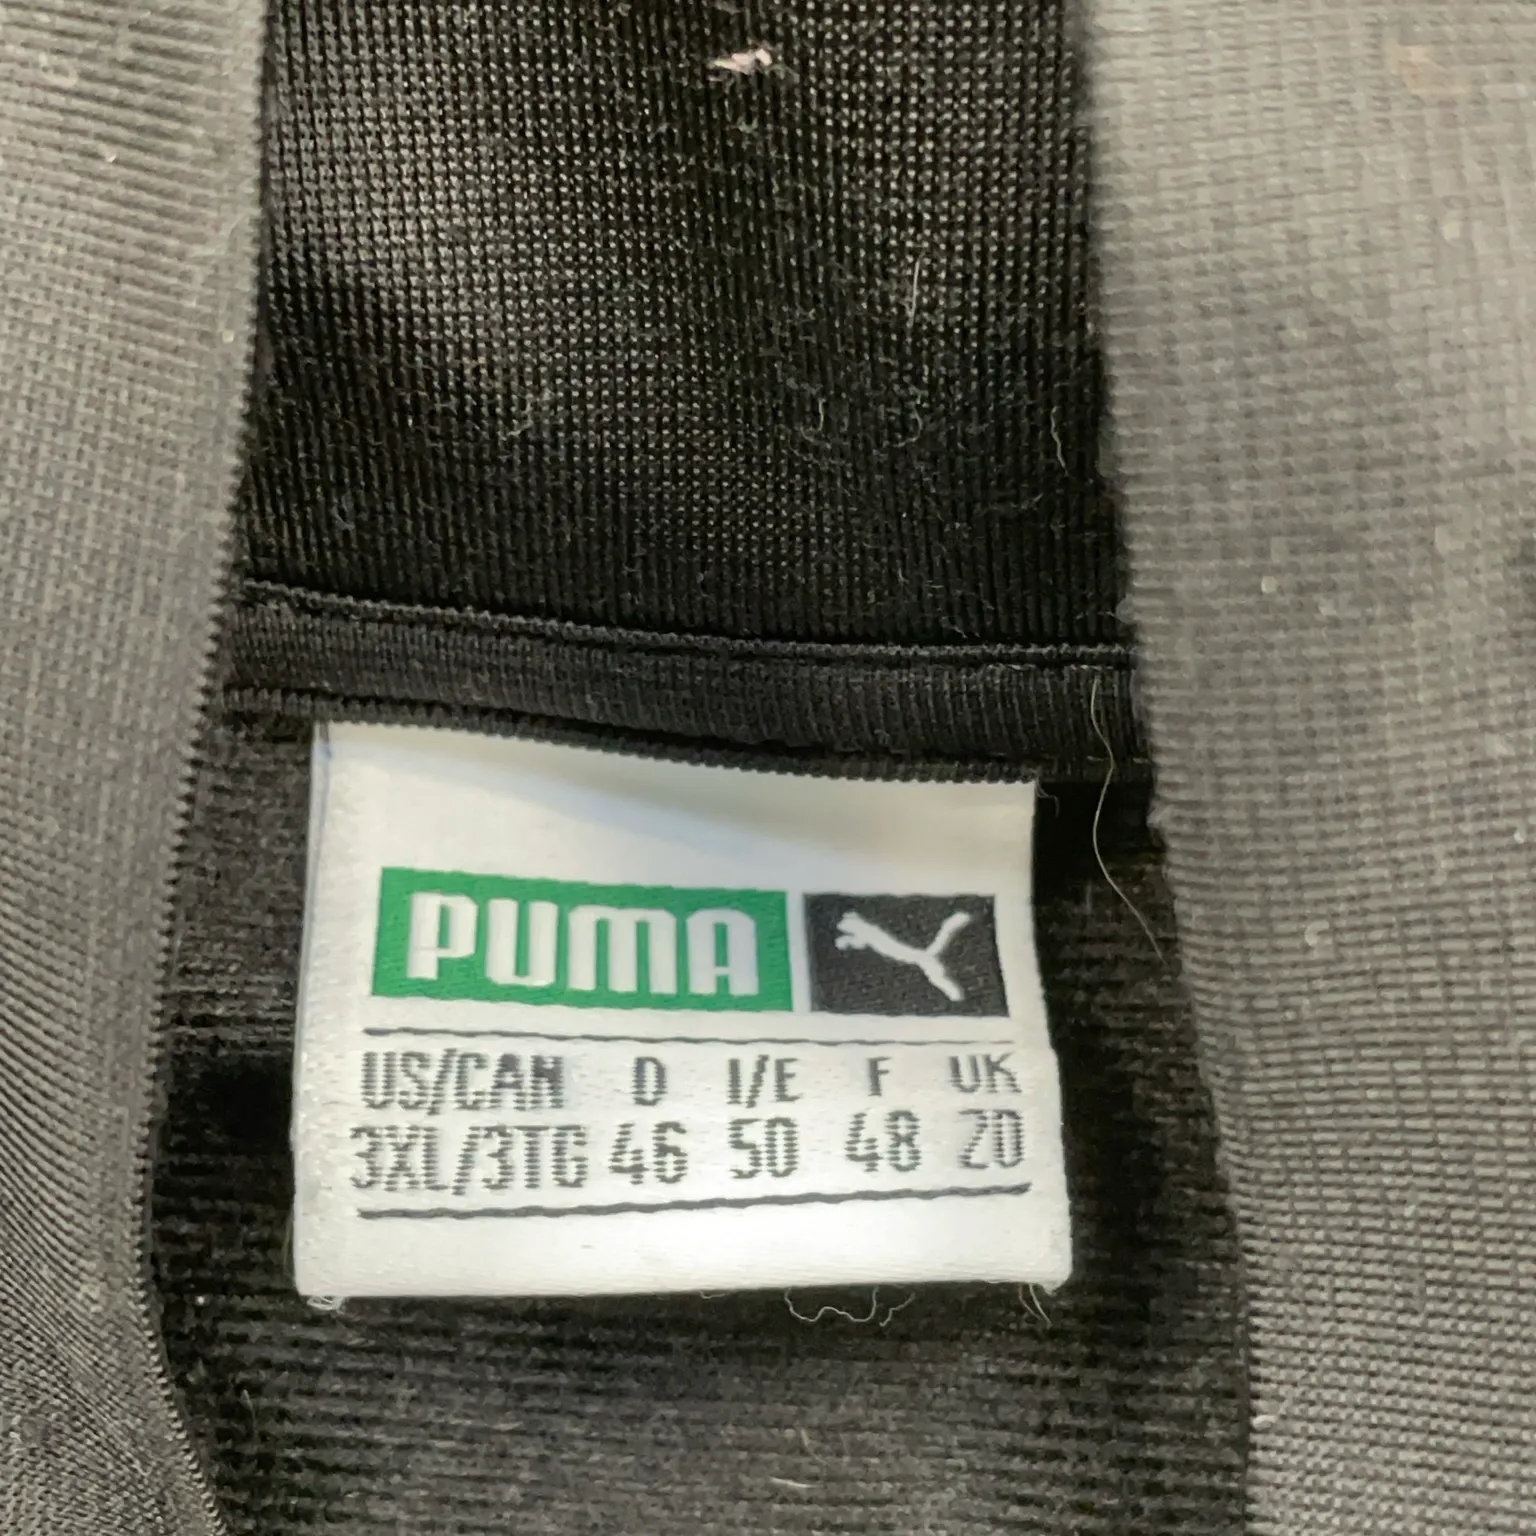 PUMA
US/CAN D I/E F UK
3XL/3TG 46 50 48 20